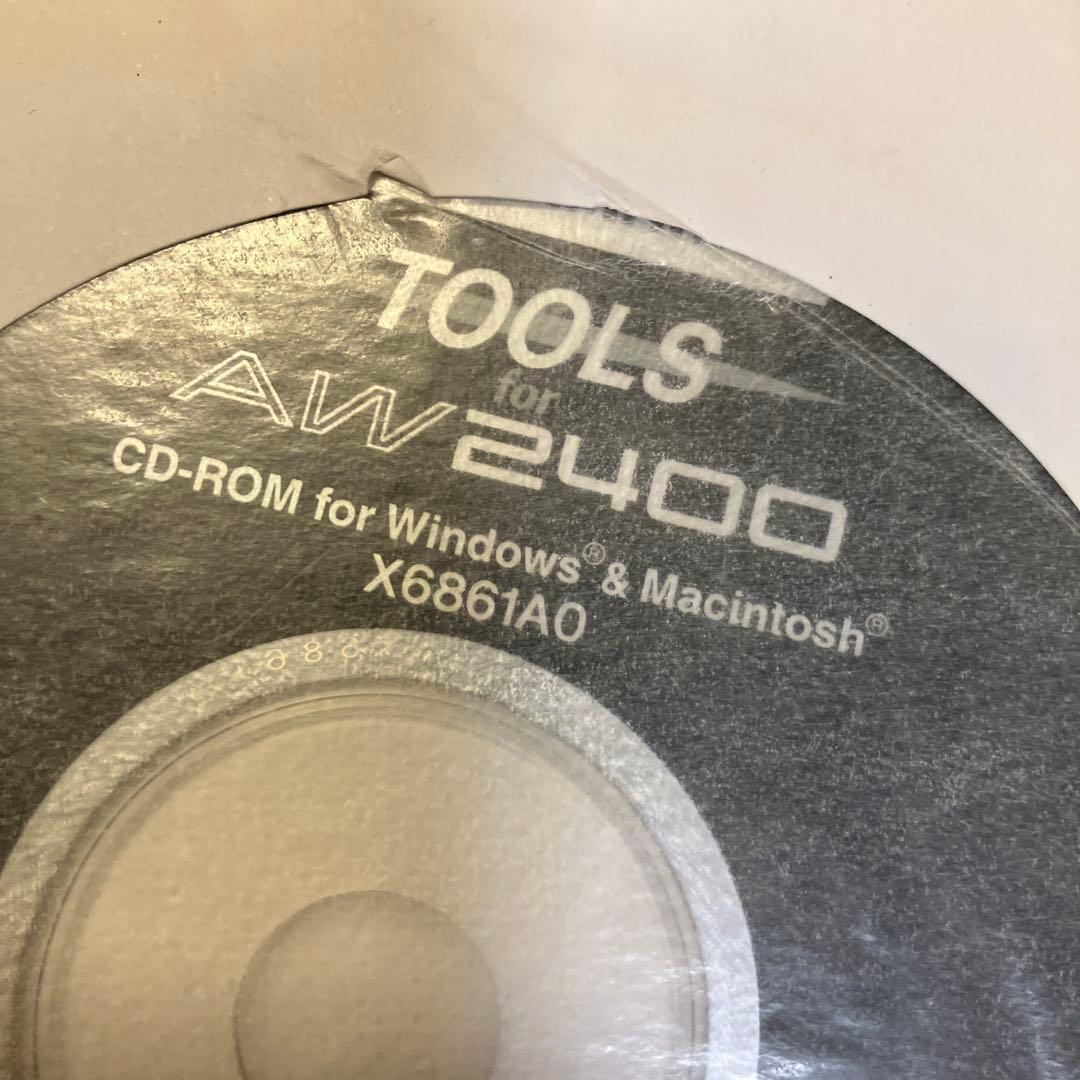 TOOLS
for
AW2400
CD-ROM for Windows® & Macintosh®
X6861A0